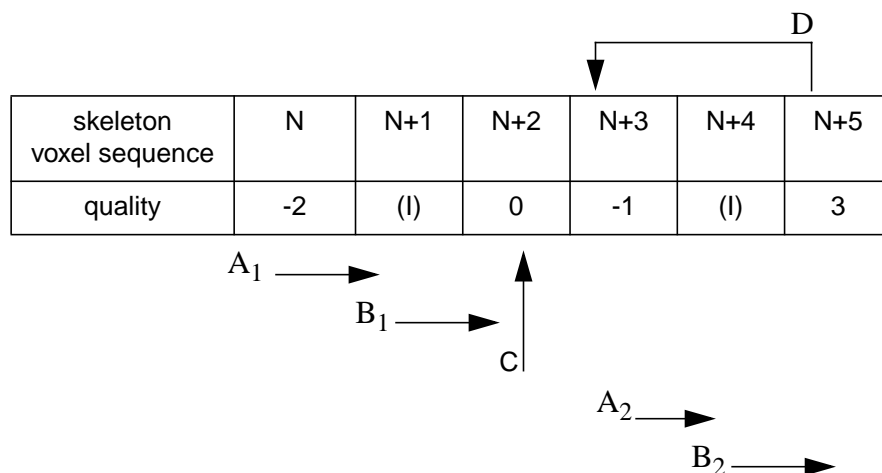 D
skeleton voxel sequence N N+1 N+2 N+3 N+4 N+5
quality -2 (I) 0 -1 (I) 3
A1
B1
C
A2
B2